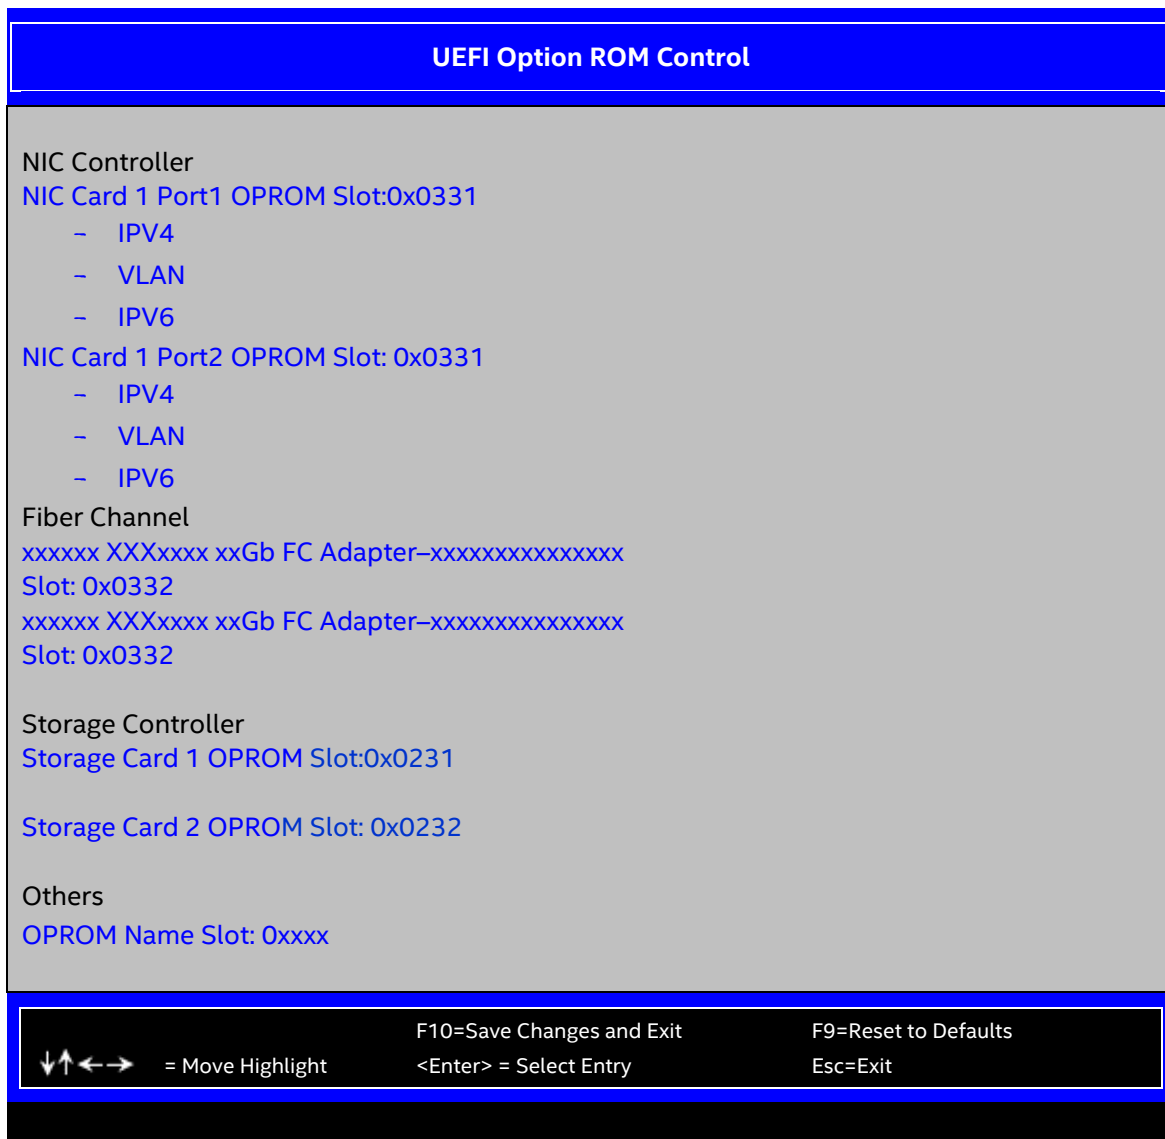 UEFI Option ROM Control
NIC Controller
NIC Card 1 Port1 OPROM Slot:0x0331
– IPV4
– VLAN
– IPV6
NIC Card 1 Port2 OPROM Slot: 0x0331
– IPV4
– VLAN
– IPV6
Fiber Channel
xxxxxx XXXxxxx xxGb FC Adapter–xxxxxxxxxxxxxxx
Slot: 0x0332
xxxxxx XXXxxxx xxGb FC Adapter–xxxxxxxxxxxxxxx
Slot: 0x0332
Storage Controller
Storage Card 1 OPROM Slot:0x0231
Storage Card 2 OPROM Slot: 0x0232
Others
OPROM Name Slot: 0xxxx
F10=Save Changes and Exit F9=Reset to Defaults
↓↑←→ = Move Highlight <Enter> = Select Entry Esc=Exit